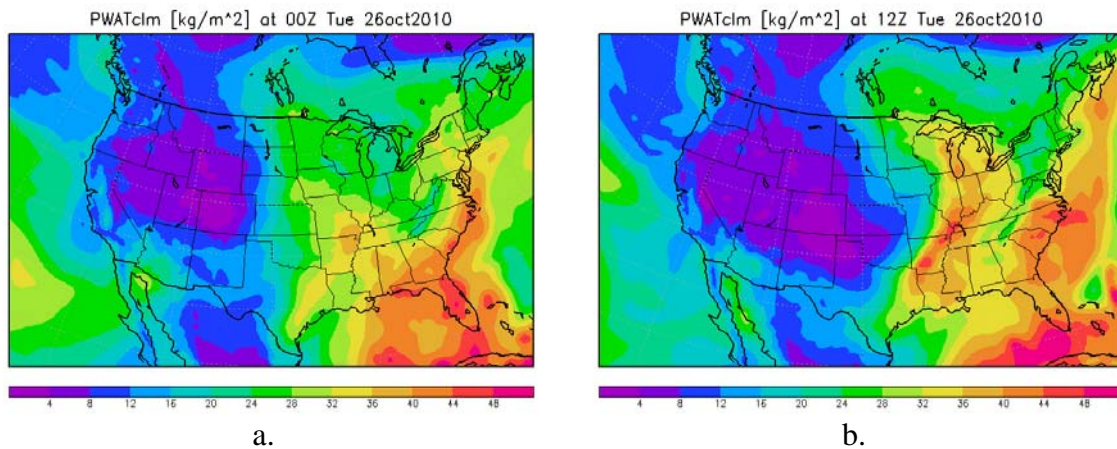 PWATclm [kg/m^2] at 00Z Tue 26oct2010
PWATclm [kg/m^2] at 12Z Tue 26oct2010
4 8 12 16 20 24 28 32 36 40 44 48
4 8 12 16 20 24 28 32 36 40 44 48
a.
b.